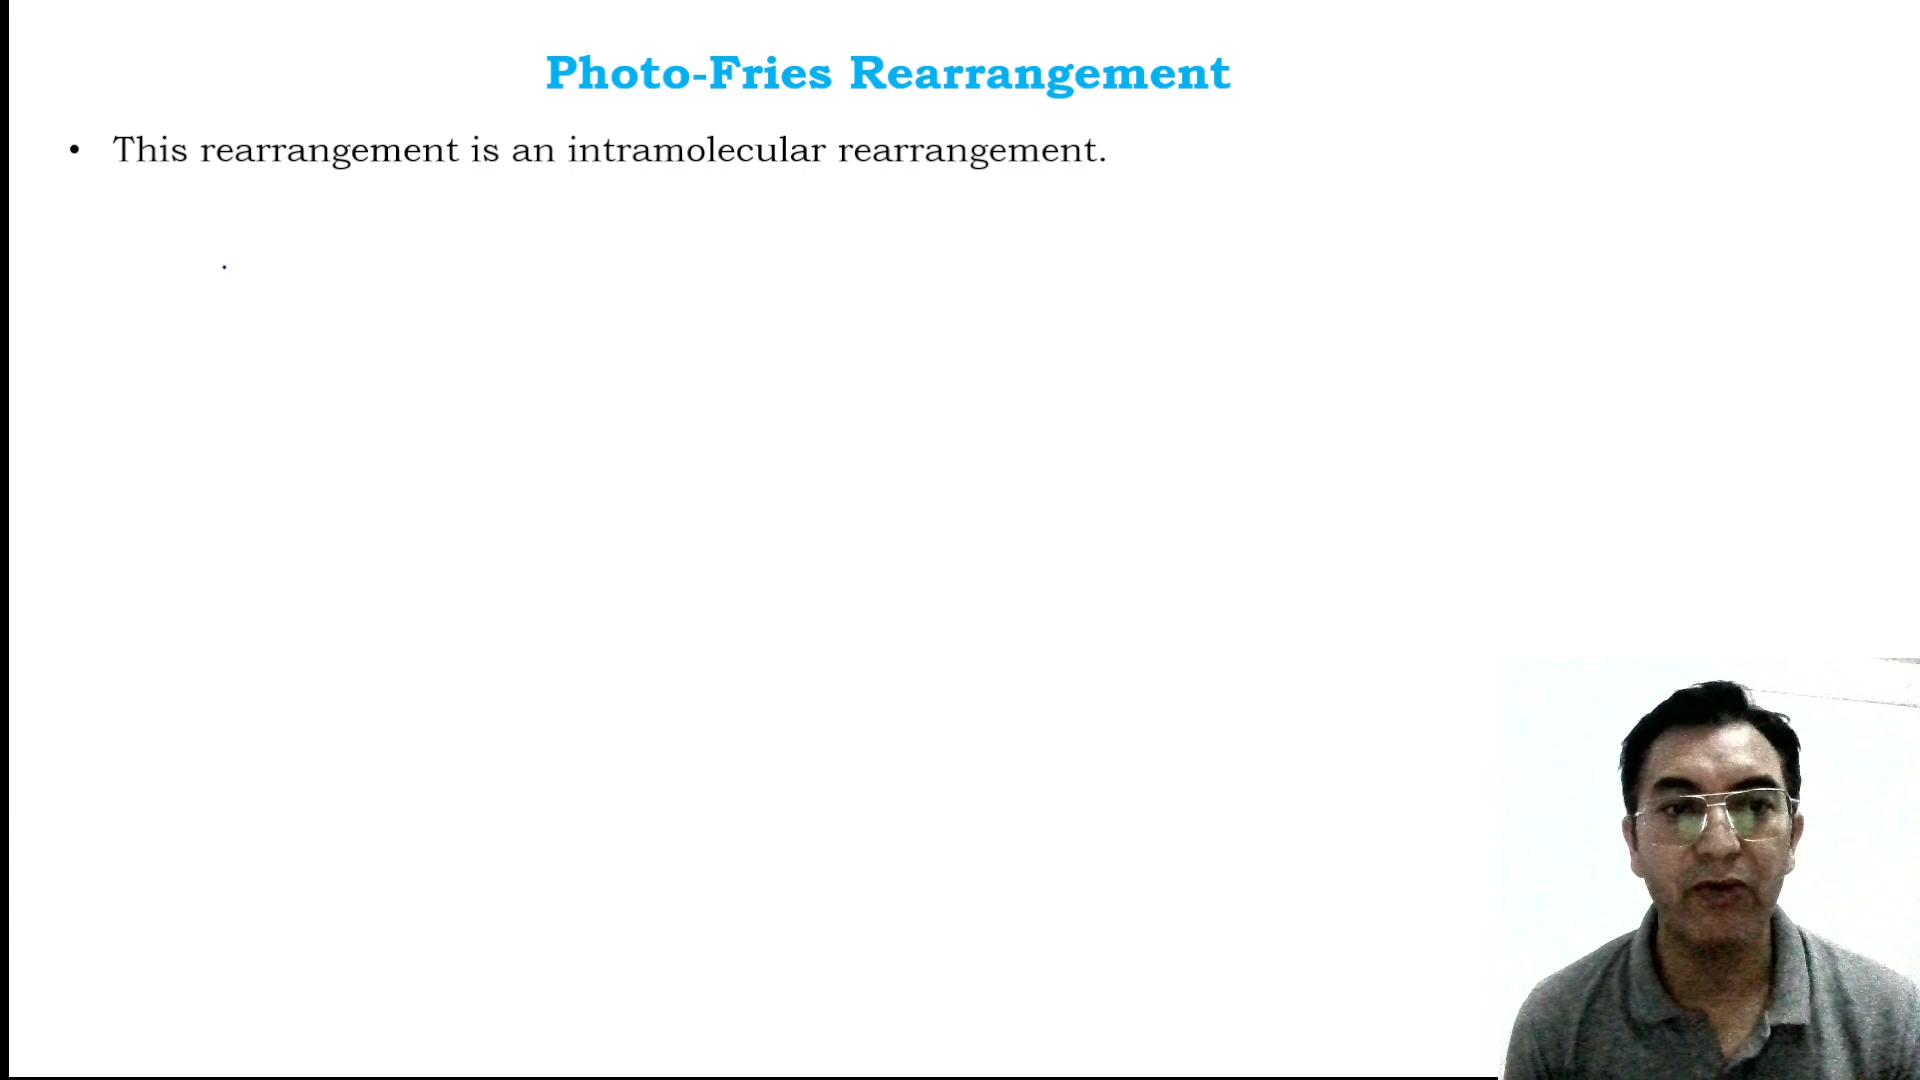 Photo-Fries Rearrangement
• This rearrangement is an intramolecular rearrangement.